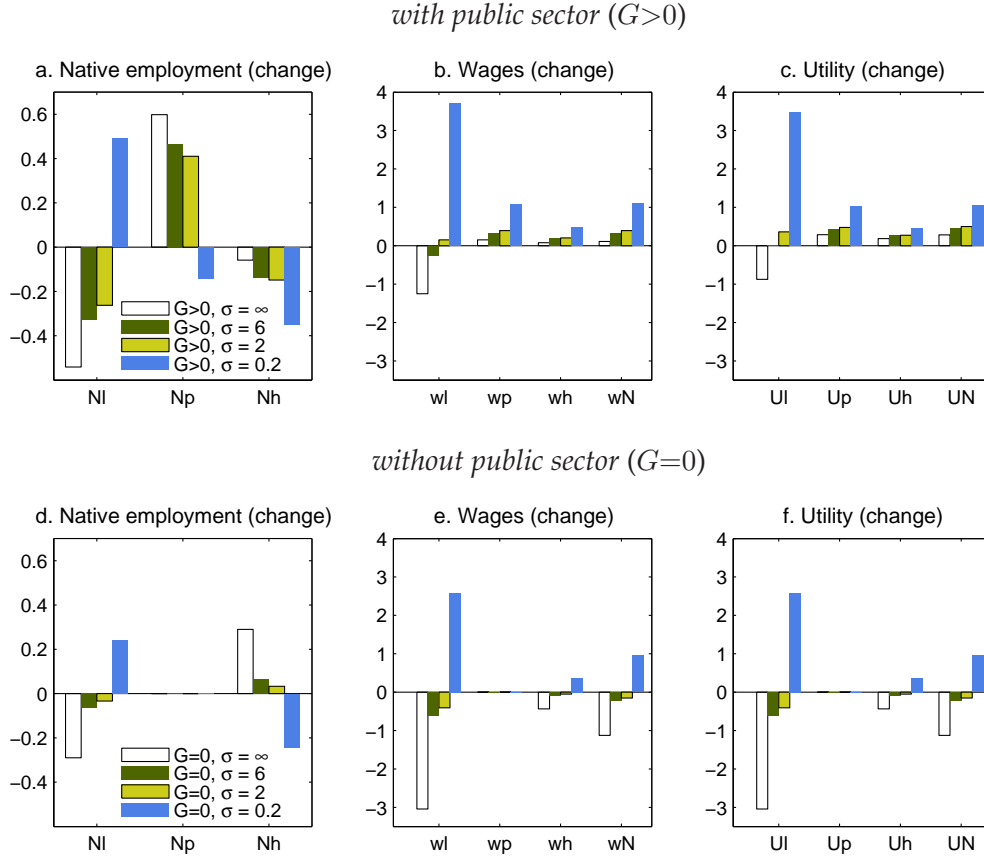 with public sector (G>0)
a. Native employment (change)
0.6
0.4
0.2
0
−0.2
−0.4
Nl Np Nh
G>0, σ = ∞
G>0, σ = 6
G>0, σ = 2
G>0, σ = 0.2
b. Wages (change)
4
3
2
1
0
−1
−2
−3
wl wp wh wN
c. Utility (change)
4
3
2
1
0
−1
−2
−3
Ul Up Uh UN
without public sector (G=0)
d. Native employment (change)
0.6
0.4
0.2
0
−0.2
−0.4
Nl Np Nh
G=0, σ = ∞
G=0, σ = 6
G=0, σ = 2
G=0, σ = 0.2
e. Wages (change)
4
3
2
1
0
−1
−2
−3
wl wp wh wN
f. Utility (change)
4
3
2
1
0
−1
−2
−3
Ul Up Uh UN